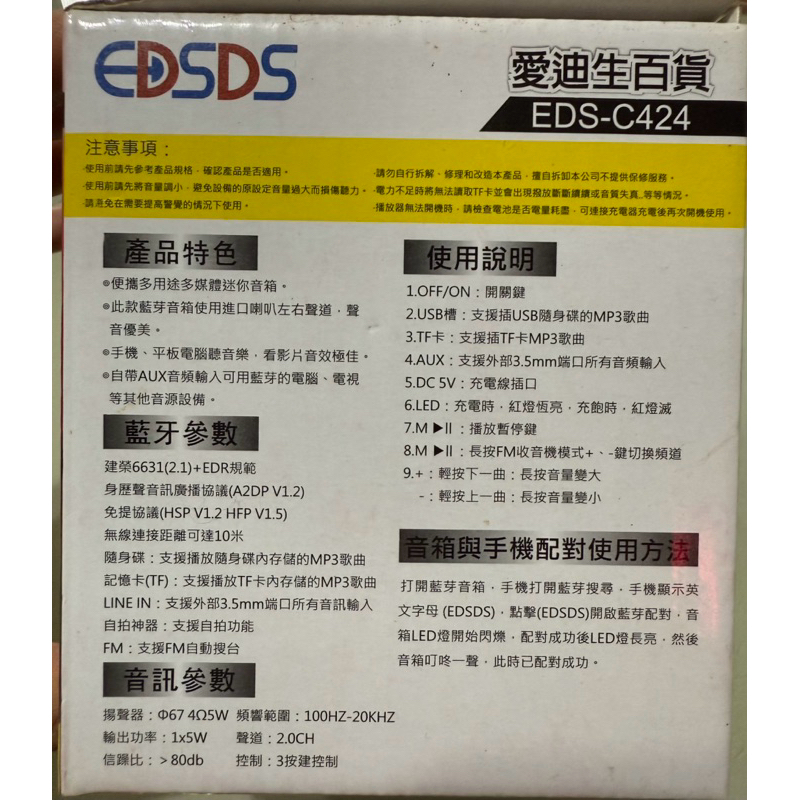 EDSDS
愛迪生百貨
EDS-C424
注意事項：
·使用前請先參考產品規格，確認產品是否適用。
·使用前請先將音量調小，避免設備的原設定音量過大而損傷聽力。
·請避免在需要提高警覺的情況下使用。
·請勿自行拆解、修理和改造本產品，擅自拆卸本公司不提供保修服務。
·電力不足時將無法讀取TF卡並會出現撥放斷斷續續或音質失真..等等情況。
·播放器無法開機時，請檢查電池是否電量耗盡，可連接充電器充電後再次開機使用。
產品特色
⊙便攜多用途多媒體迷你音箱。
⊙此款藍芽音箱使用進口喇叭左右聲道，聲
音優美。
⊙手機、平板電腦聽音樂，看影片音效極佳。
⊙自帶AUX音頻輸入可用藍芽的電腦、電視
等其他音源設備。
藍牙參數
建榮6631(2.1)+EDR規範
身歷聲音訊廣播協議(A2DP V1.2)
免提協議(HSP V1.2 HFP V1.5)
無線連接距離可達10米
隨身碟：支援播放隨身碟內存儲的MP3歌曲
記憶卡(TF)：支援播放TF卡內存儲的MP3歌曲
LINE IN：支援外部3.5mm端口所有音訊輸入
自拍神器：支援自拍功能
FM：支援FM自動搜台
音訊參數
揚聲器：Φ67 4Ω5W 頻響範圍：100HZ-20KHZ
輸出功率：1x5W 聲道：2.0CH
信躁比：＞80db 控制：3按建控制
使用說明
1.OFF/ON：開關鍵
2.USB槽：支援插USB隨身碟的MP3歌曲
3.TF卡：支援插TF卡MP3歌曲
4.AUX：支援外部3.5mm端口所有音頻輸入
5.DC 5V：充電線插口
6.LED：充電時，紅燈恆亮，充飽時，紅燈滅
7.M ▶II：播放暫停鍵
8.M ▶II：長按FM收音機模式+、-鍵切換頻道
9.+：輕按下一曲：長按音量變大
-：輕按上一曲：長按音量變小
音箱與手機配對使用方法
打開藍芽音箱，手機打開藍芽搜尋，手機顯示英
文字母 (EDSDS)，點擊(EDSDS)開啟藍芽配對，音
箱LED燈開始閃爍，配對成功後LED燈長亮，然後
音箱叮咚一聲，此時已配對成功。